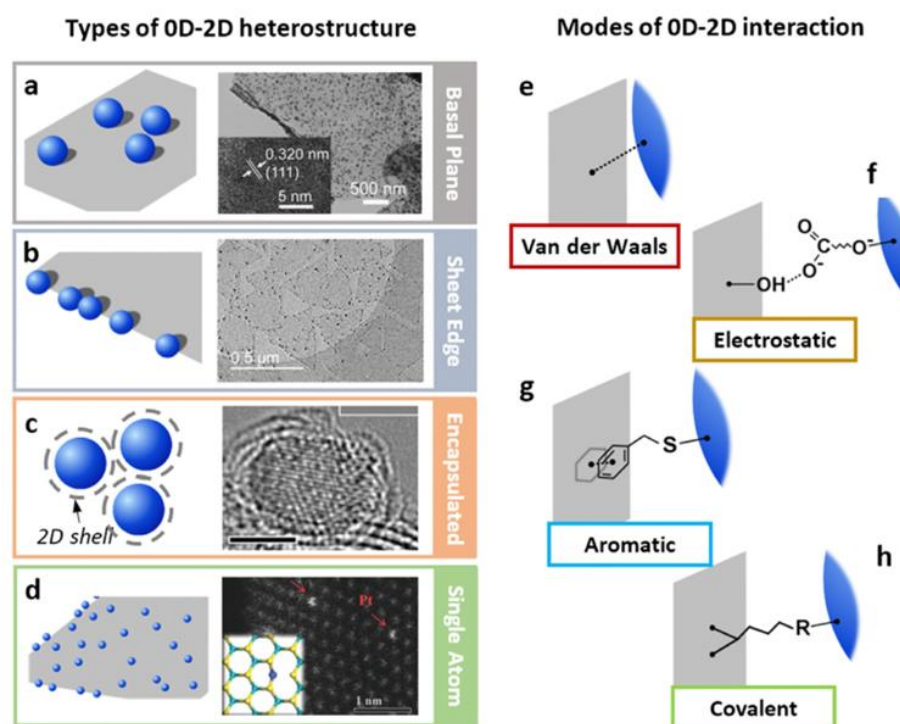 Types of 0D-2D heterostructure
Modes of 0D-2D interaction
a
0.320 nm
(111)
5 nm
500 nm
Basal Plane
b
0.5 µm
Sheet Edge
c
2D shell
Encapsulated
d
Pt
1 nm
Single Atom
e
Van der Waals
f
O
C
O-
O-
OH
Electrostatic
g
S
Aromatic
h
R
Covalent